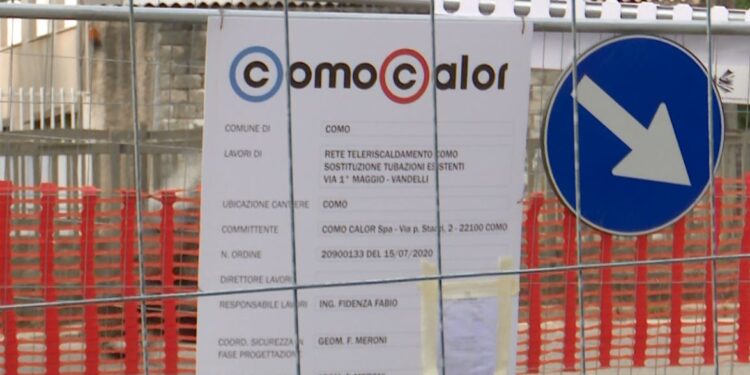 comocalor
COMUNE DI COMO
LAVORI DI RETE TELERISCALDAMENTO COMO
SOSTITUZIONE TUBAZIONI ESISTENTI
VIA 1° MAGGIO - VANDELLI
UBICAZIONE CANTIERE COMO
COMMITTENTE COMO CALOR Spa - Via p. Stazzi, 2 - 22100 COMO
N. ORDINE 20900133 DEL 15/07/2020
DIRETTORE LAVORI
RESPONSABILE LAVORI ING. FIDENZA FABIO
COORD. SICUREZZA IN GEOM. F. MERONI
FASE PROGETTAZIONE